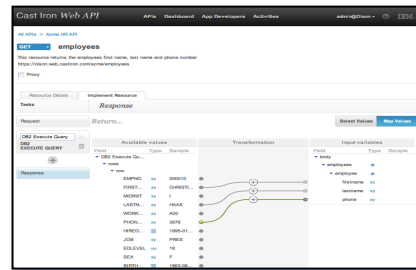 Cast Iron Web API
APIs Dashboard App Developers Activities
admin@Olson
IBM
All APIs > Acme HR API
GET employees
This resource returns the employees first name, last name and phone number
https://olson.web.castiron.com/acme/employees
Proxy
Resource Details Implement Resource
Tasks Response
Request Return... Select Values Map Values
DB2 Execute Query
DB2
EXECUTE QUERY
Response
Available values Transformation Input variables
Field Type Sample Field Type Sample
DB2 Execute Qu... body
rows employees
row employee
EMPNO 000010 firstname
FIRST... CHRISTI... lastname
MIDINIT I phone
LASTN... HAAS
WORK... A00
PHON... 3978
HIRED... 1995-01...
JOB PRES
EDLEVEL 18
SEX F
BIRTH... 1963-08...